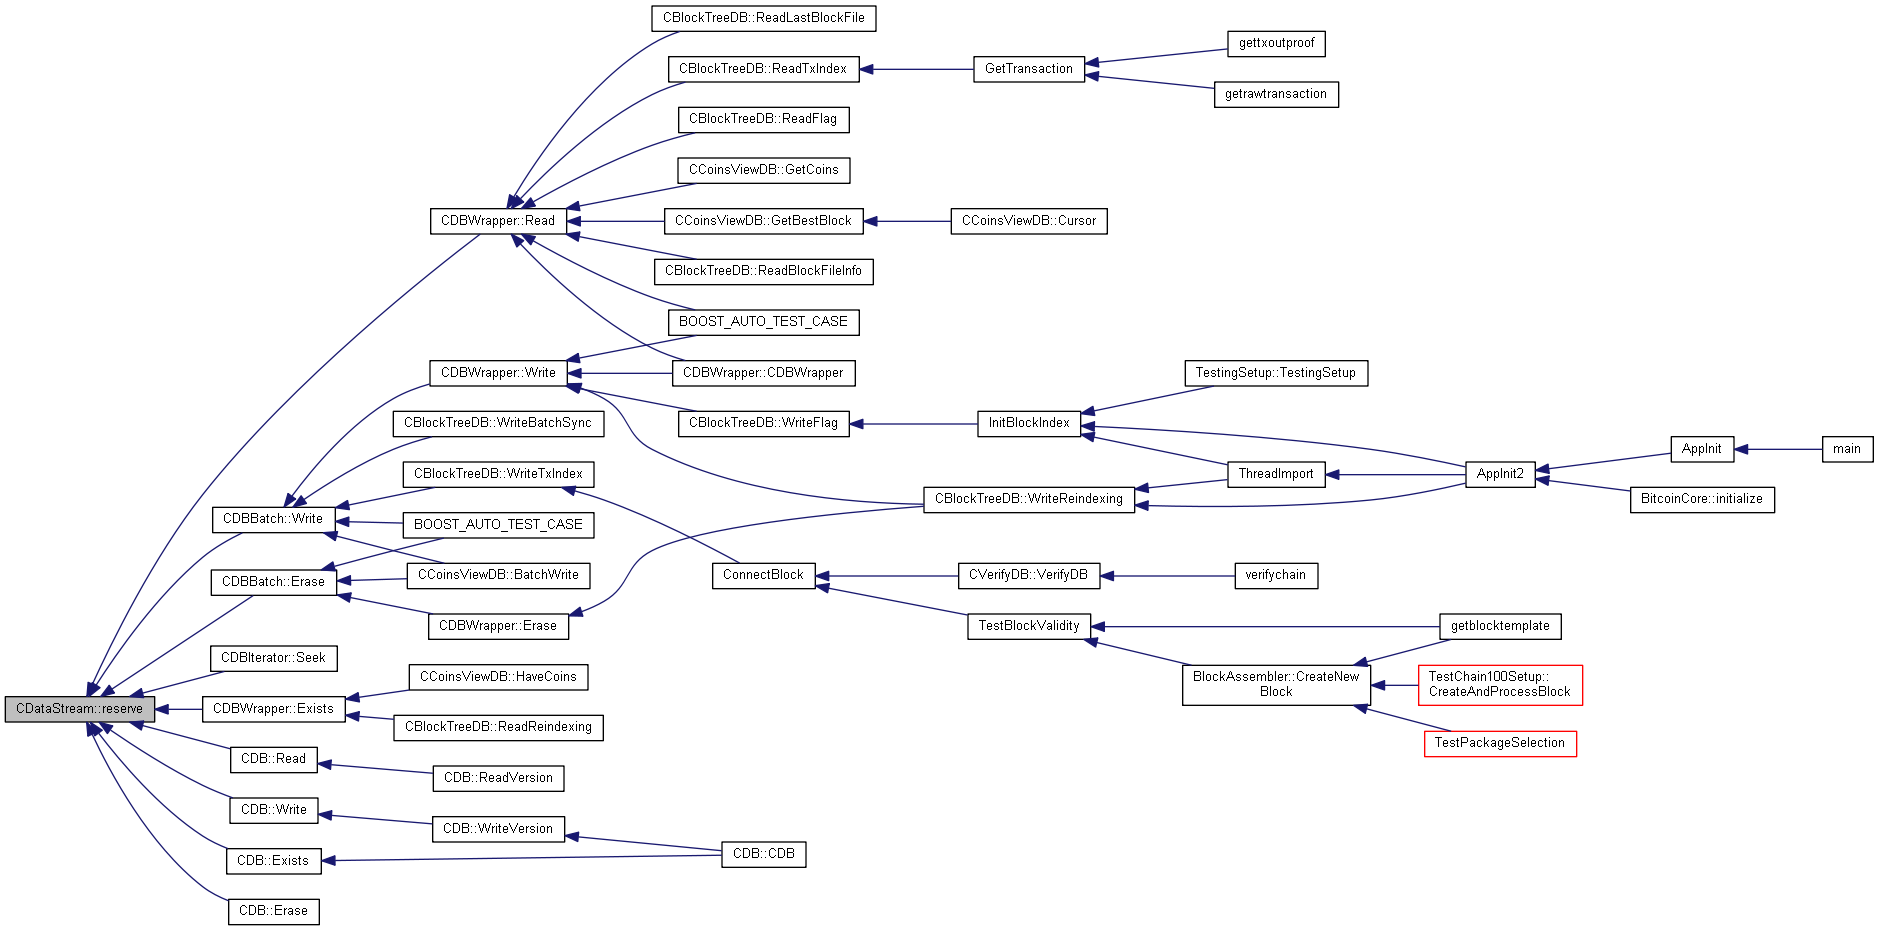 CBlockTreeDB::ReadLastBlockFile
gettxoutproof
CBlockTreeDB::ReadTxIndex
GetTransaction
getrawtransaction
CBlockTreeDB::ReadFlag
CCoinsViewDB::GetCoins
CDBWrapper::Read
CCoinsViewDB::GetBestBlock
CCoinsViewDB::Cursor
CBlockTreeDB::ReadBlockFileInfo
BOOST_AUTO_TEST_CASE
CDBWrapper::Write
CDBWrapper::CDBWrapper
TestingSetup::TestingSetup
CBlockTreeDB::WriteBatchSync
CBlockTreeDB::WriteFlag
InitBlockIndex
AppInit
main
CBlockTreeDB::WriteTxIndex
ThreadImport
AppInit2
CBlockTreeDB::WriteReindexing
BitcoinCore::initialize
CDBBatch::Write
BOOST_AUTO_TEST_CASE
CDBBatch::Erase
CCoinsViewDB::BatchWrite
ConnectBlock
CVerifyDB::VerifyDB
verifychain
CDBWrapper::Erase
TestBlockValidity
getblocktemplate
CDBIterator::Seek
CCoinsViewDB::HaveCoins
BlockAssembler::CreateNew
Block
TestChain100Setup::
CreateAndProcessBlock
CDataStream::reserve
CDBWrapper::Exists
CBlockTreeDB::ReadReindexing
TestPackageSelection
CDB::Read
CDB::ReadVersion
CDB::Write
CDB::WriteVersion
CDB::Exists
CDB::CDB
CDB::Erase